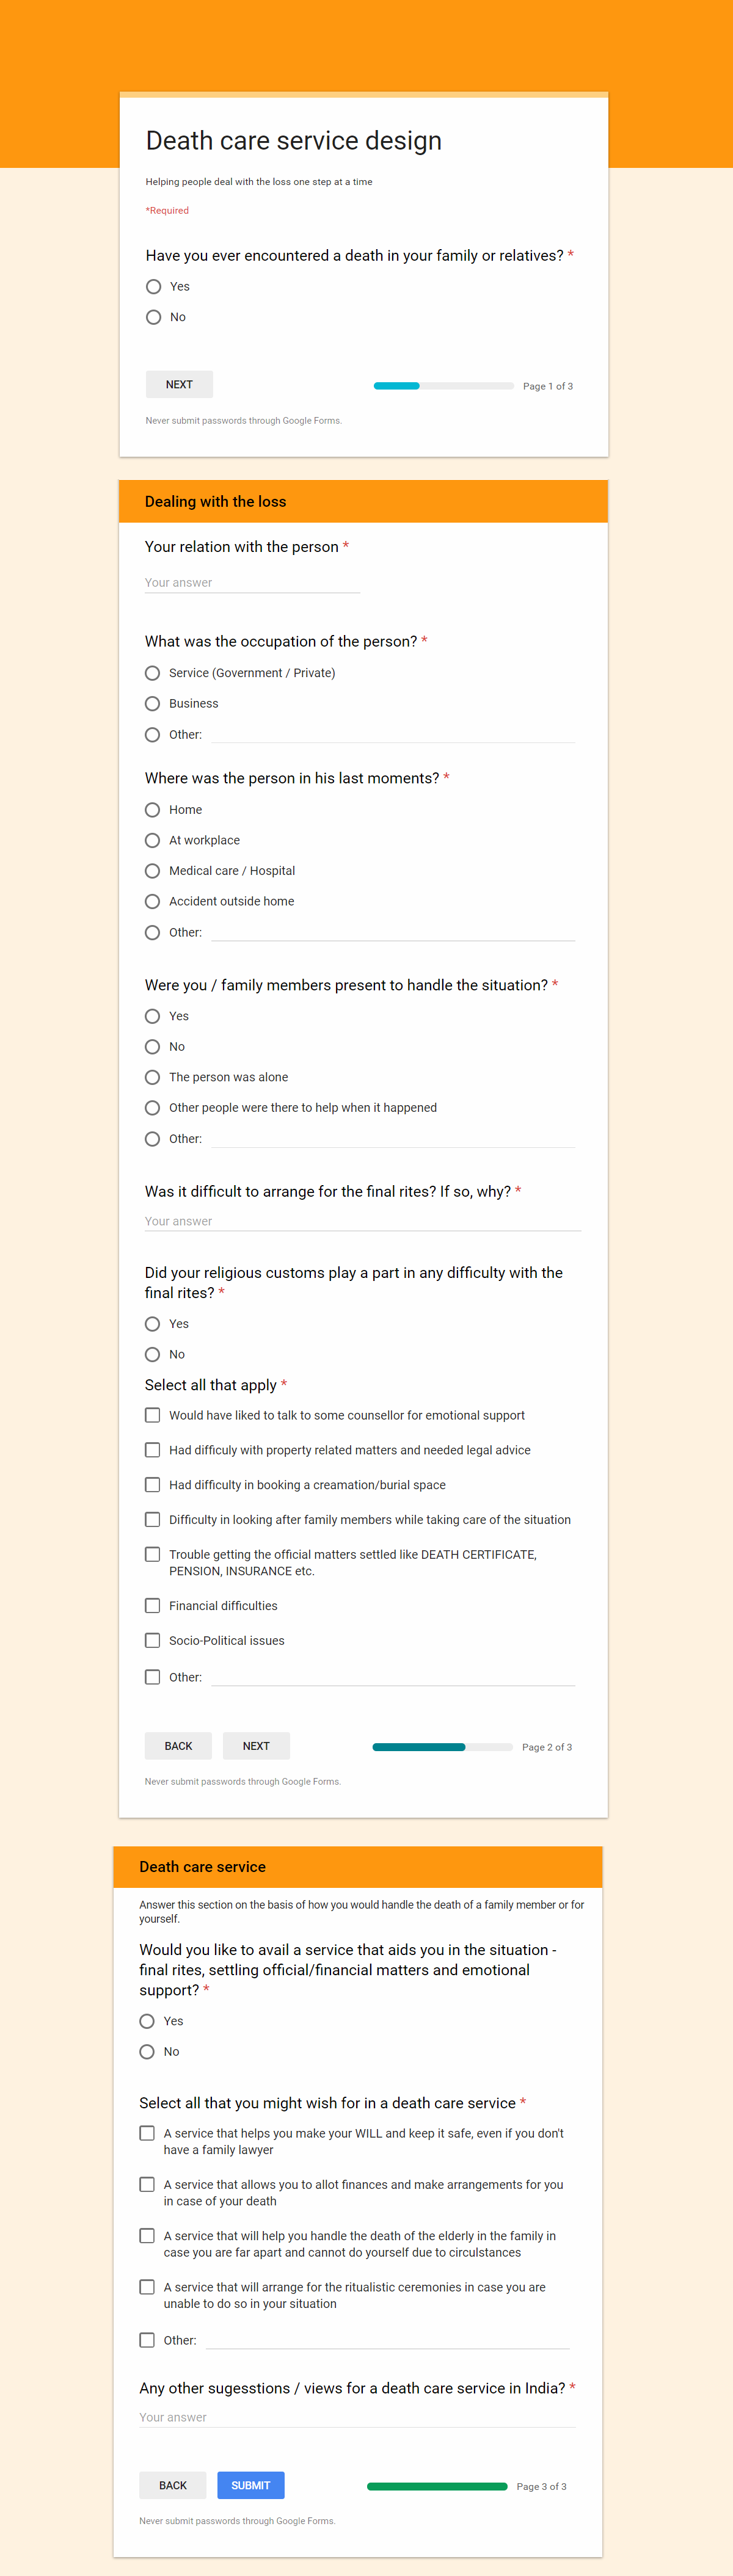 Death care service design
Helping people deal with the loss one step at a time
*Required
Have you ever encountered a death in your family or relatives? *
Yes
No
NEXT
Page 1 of 3
Never submit passwords through Google Forms.
Dealing with the loss
Your relation with the person *
Your answer
What was the occupation of the person? *
Service (Government / Private)
Business
Other:
Where was the person in his last moments? *
Home
At workplace
Medical care / Hospital
Accident outside home
Other:
Were you / family members present to handle the situation? *
Yes
No
The person was alone
Other people were there to help when it happened
Other:
Was it difficult to arrange for the final rites? If so, why? *
Your answer
Did your religious customs play a part in any difficulty with the
final rites? *
Yes
No
Select all that apply *
Would have liked to talk to some counsellor for emotional support
Had difficuly with property related matters and needed legal advice
Had difficulty in booking a creamation/burial space
Difficulty in looking after family members while taking care of the situation
Trouble getting the official matters settled like DEATH CERTIFICATE,
PENSION, INSURANCE etc.
Financial difficulties
Socio-Political issues
Other:
BACK
NEXT
Page 2 of 3
Never submit passwords through Google Forms.
Death care service
Answer this section on the basis of how you would handle the death of a family member or for
yourself.
Would you like to avail a service that aids you in the situation -
final rites, settling official/financial matters and emotional
support? *
Yes
No
Select all that you might wish for in a death care service *
A service that helps you make your WILL and keep it safe, even if you don't
have a family lawyer
A service that allows you to allot finances and make arrangements for you
in case of your death
A service that will help you handle the death of the elderly in the family in
case you are far apart and cannot do yourself due to circulstances
A service that will arrange for the ritualistic ceremonies in case you are
unable to do so in your situation
Other:
Any other sugesstions / views for a death care service in India? *
Your answer
BACK
SUBMIT
Page 3 of 3
Never submit passwords through Google Forms.